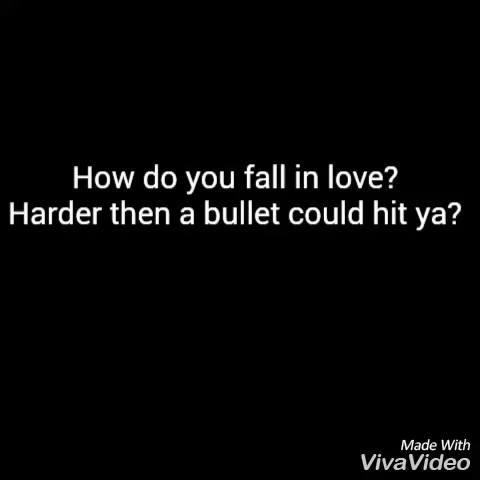 How do you fall in love?
Harder then a bullet could hit ya?
Made With
VivaVideo